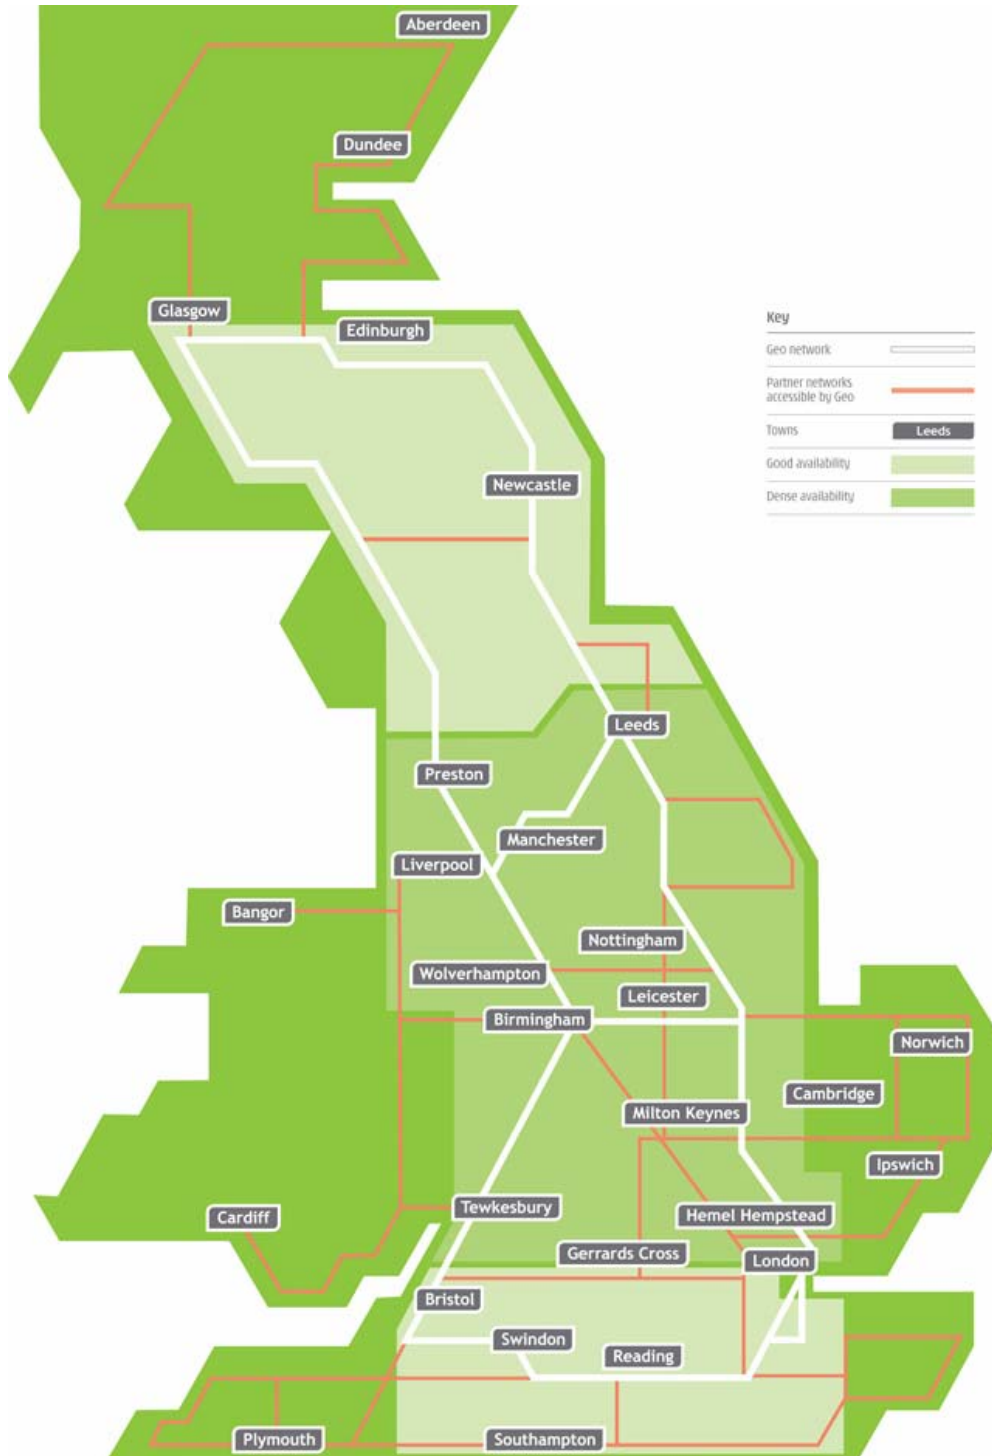 Aberdeen
Dundee
Glasgow
Edinburgh
Key
Geo network
Partner networks
accessible by Geo
Towns
Leeds
Good availability
Dense availability
Newcastle
Leeds
Preston
Manchester
Liverpool
Bangor
Nottingham
Wolverhampton
Leicester
Birmingham
Norwich
Cambridge
Milton Keynes
Ipswich
Tewkesbury
Cardiff
Hemel Hempstead
Gerrards Cross
London
Bristol
Swindon
Reading
Plymouth
Southampton